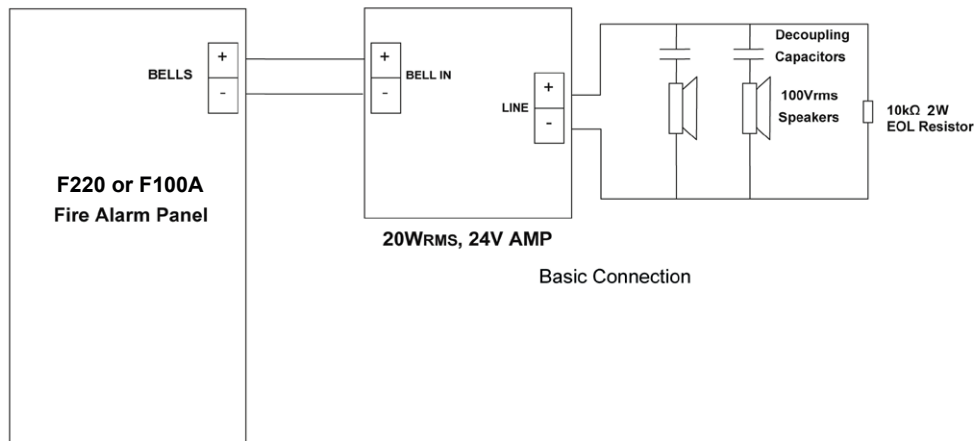 BELLS
+
-
F220 or F100A
Fire Alarm Panel
+
-
BELL IN
LINE
+
-
20WRMS, 24V AMP
Decoupling
Capacitors
100Vrms
Speakers
10kΩ 2W
EOL Resistor
Basic Connection